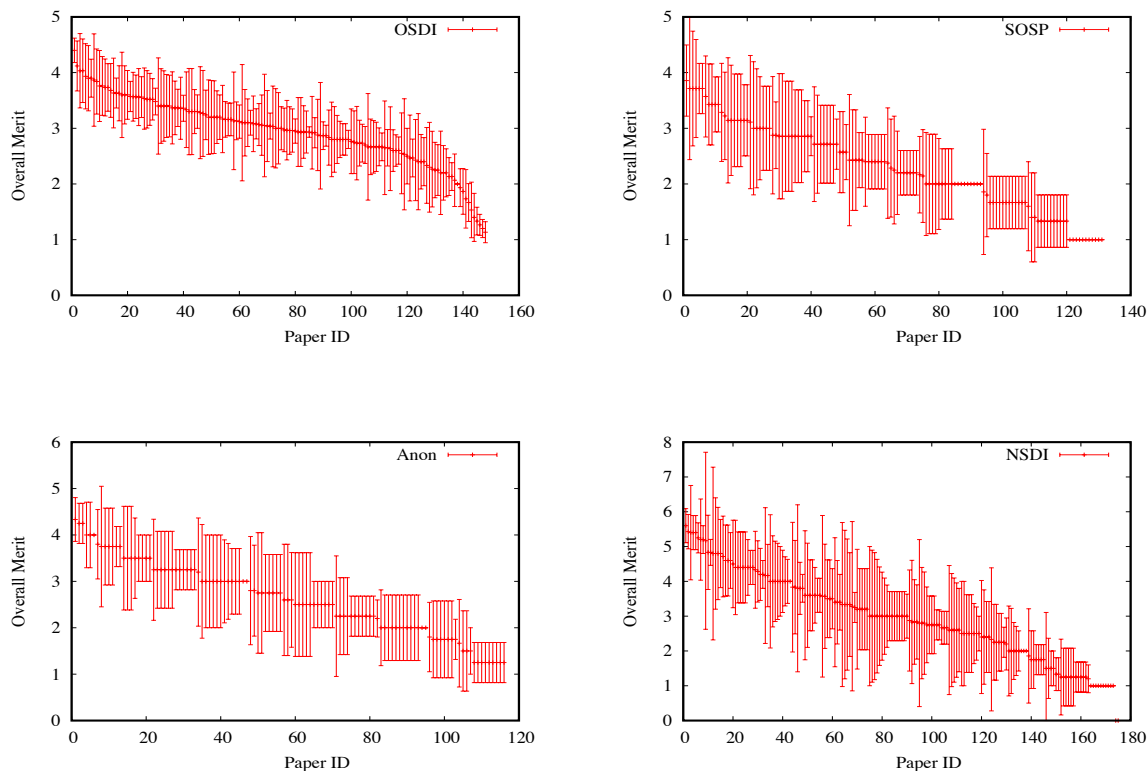 OSDI
5
4
3
2
1
0
Overall Merit
0 20 40 60 80 100 120 140 160
Paper ID
SOSP
5
4
3
2
1
0
Overall Merit
0 20 40 60 80 100 120 140
Paper ID
Anon
6
5
4
3
2
1
0
Overall Merit
0 20 40 60 80 100 120
Paper ID
NSDI
8
7
6
5
4
3
2
1
0
Overall Merit
0 20 40 60 80 100 120 140 160 180
Paper ID